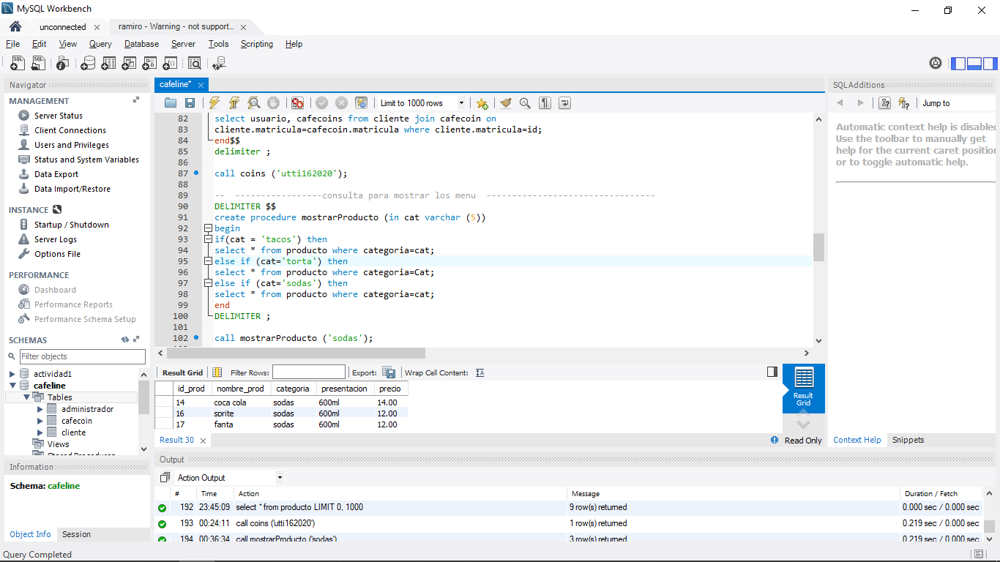 MySQL Workbench
unconnected
ramiro - Warning - not support...
File Edit View Query Database Server Tools Scripting Help
Navigator
MANAGEMENT
Server Status
Client Connections
Users and Privileges
Status and System Variables
Data Export
Data Import/Restore
INSTANCE
Startup / Shutdown
Server Logs
Options File
PERFORMANCE
Dashboard
Performance Reports
Performance Schema Setup
SCHEMAS
Filter objects
actividad1
cafeline
Tables
administrador
cafecoin
cliente
Views
Stored Procedures
Information
Schema: cafeline
Object Info Session
cafeline*
Limit to 1000 rows
82 select usuario, cafecoins from cliente join cafecoin on
83 cliente.matricula=cafecoin.matricula where cliente.matricula=id;
84 end$$
85 delimiter ;
86
87 call coins ('utti162020');
88
89 -- -----------------consulta para mostrar los menu ---------------------------------
90 DELIMITER $$
91 create procedure mostrarProducto (in cat varchar (5))
92 begin
93 if(cat = 'tacos') then
94 select * from producto where categoria=cat;
95 else if (cat='torta') then
96 select * from producto where categoria=Cat;
97 else if (cat='sodas') then
98 select * from producto where categoria=cat;
99 end
100 DELIMITER ;
101
102 call mostrarProducto ('sodas');
Result Grid Filter Rows: Export: Wrap Cell Content:
id_prod nombre_prod categoria presentacion precio
14 coca cola sodas 600ml 14.00
16 sprite sodas 600ml 12.00
17 fanta sodas 600ml 12.00
Result Grid
Result 30
Read Only
SQLAdditions
Jump to
Automatic context help is disabled
Use the toolbar to manually get
help for the current caret position
or to toggle automatic help.
Context Help Snippets
Output
Action Output
# Time Action Message Duration / Fetch
192 23:45:09 select * from producto LIMIT 0, 1000 9 row(s) returned 0.000 sec / 0.000 sec
193 00:24:11 call coins ('utti162020') 1 row(s) returned 0.219 sec / 0.000 sec
194 00:36:34 call mostrarProducto ('sodas') 3 row(s) returned 0.219 sec / 0.000 sec
Query Completed